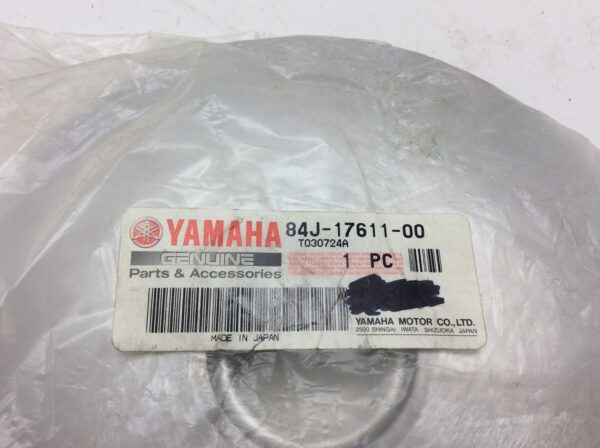 YAMAHA 84J-17611-00
T030724A
GENUINE
Parts & Accessories
1 PC
MADE IN JAPAN
YAMAHA MOTOR CO.,LTD.
2500 SHINGAI IWATA SHIZUOKA JAPAN